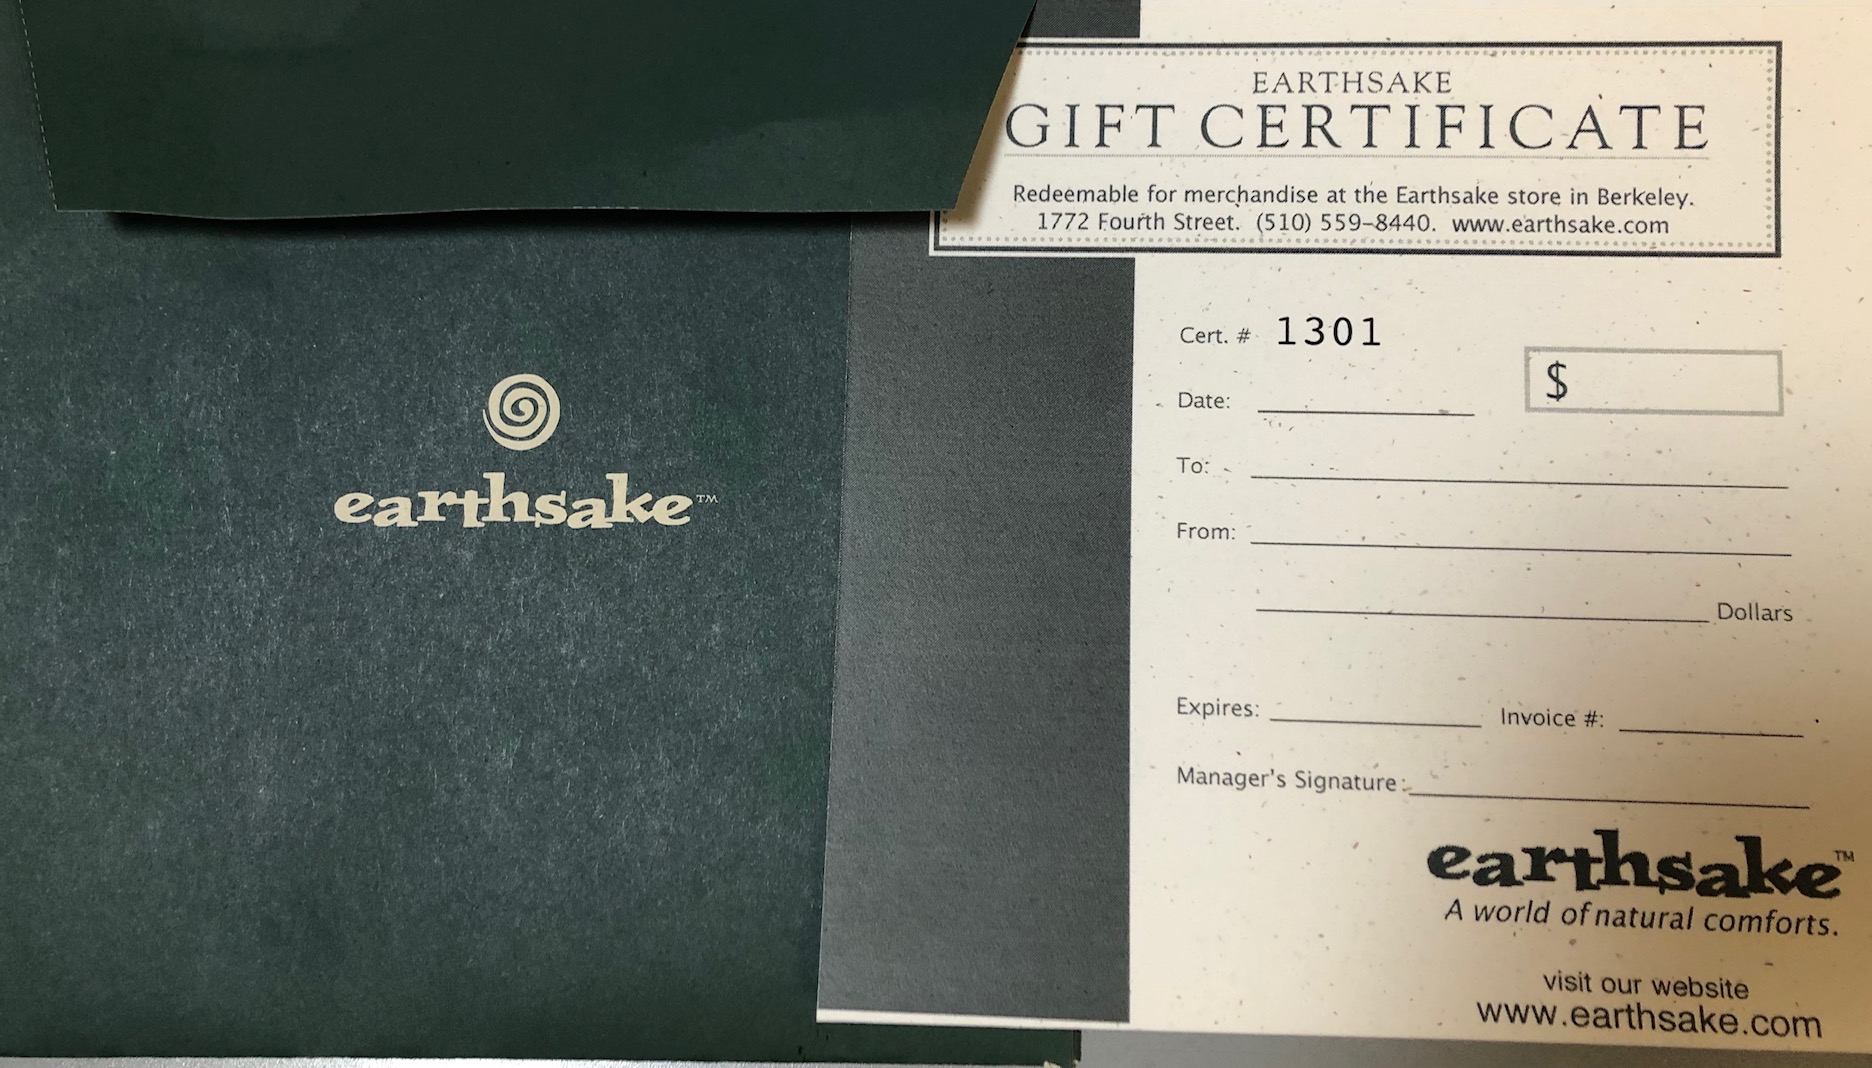 earthsake™
EARTHSAKE
GIFT CERTIFICATE
Redeemable for merchandise at the Earthsake store in Berkeley.
1772 Fourth Street. (510) 559-8440. www.earthsake.com
Cert. # 1301
$
Date:
To:
From:
Dollars
Expires: Invoice #:
Manager's Signature:
earthsake™
A world of natural comforts.
visit our website
www.earthsake.com